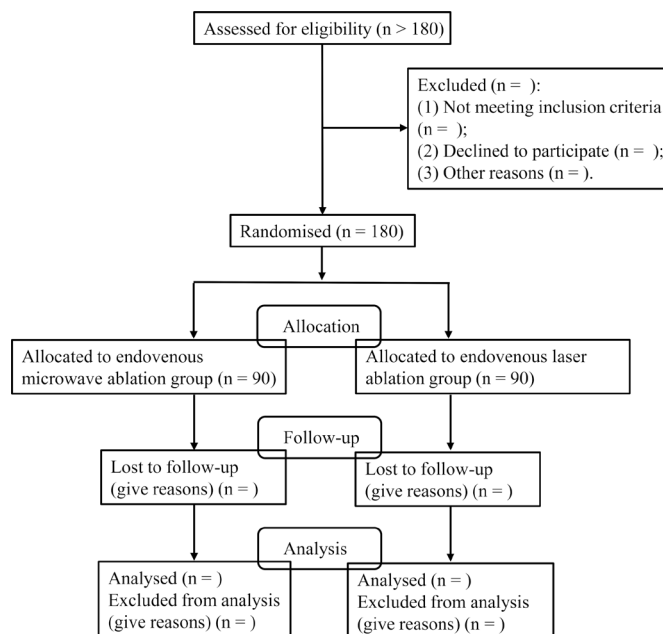 Assessed for eligibility (n > 180)
Excluded (n =  ):
(1) Not meeting inclusion criteria
(n =  );
(2) Declined to participate (n =  );
(3) Other reasons (n = ).
Randomised (n = 180)
Allocation
Allocated to endovenous
microwave ablation group (n = 90)
Allocated to endovenous laser
ablation group (n = 90)
Follow-up
Lost to follow-up
(give reasons) (n = )
Lost to follow-up
(give reasons) (n = )
Analysis
Analysed (n = )
Excluded from analysis
(give reasons) (n = )
Analysed (n = )
Excluded from analysis
(give reasons) (n = )